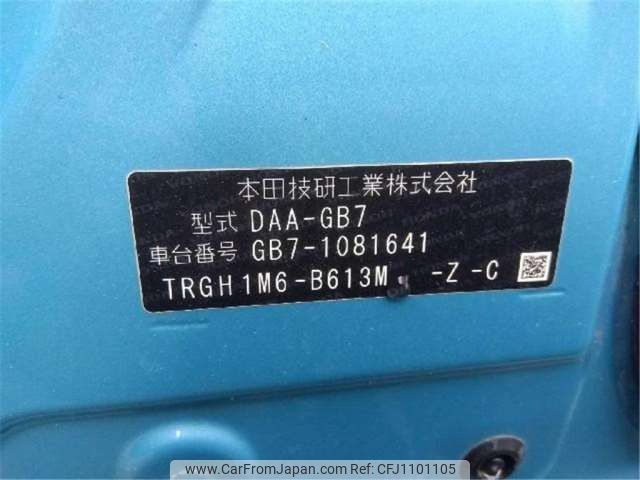 本田技研工業株式会社
型式 DAA-GB7
車台番号 GB7-1081641
TRGH1M6-B613M -Z-C
www.CarFromJapan.com/REFNO:CFJ1101105